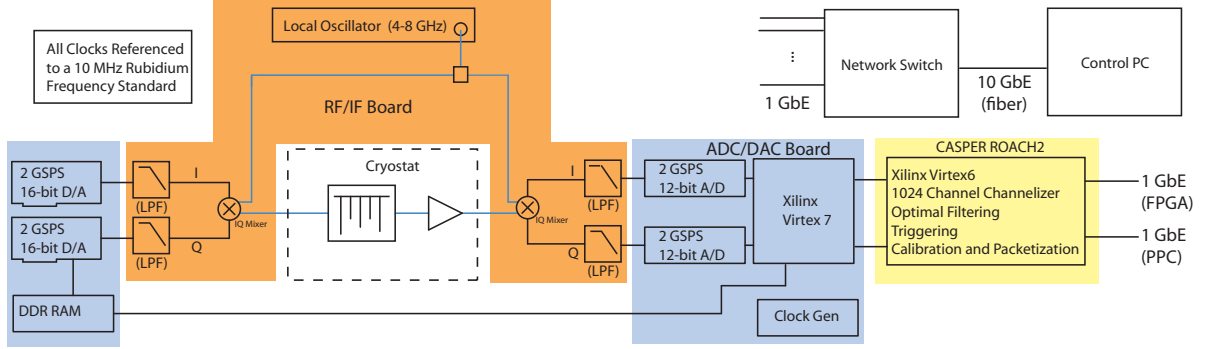 Local Oscillator (4-8 GHz)
All Clocks Referenced
to a 10 MHz Rubidium
Frequency Standard
RF/IF Board
Network Switch
Control PC
1 GbE
10 GbE
(fiber)
2 GSPS
16-bit D/A
2 GSPS
16-bit D/A
DDR RAM
(LPF)
(LPF)
I
Q
IQ Mixer
Cryostat
IQ Mixer
I
Q
(LPF)
(LPF)
ADC/DAC Board
2 GSPS
12-bit A/D
2 GSPS
12-bit A/D
Xilinx
Virtex 7
Clock Gen
CASPER ROACH2
Xilinx Virtex6
1024 Channel Channelizer
Optimal Filtering
Triggering
Calibration and Packetization
1 GbE
(FPGA)
1 GbE
(PPC)